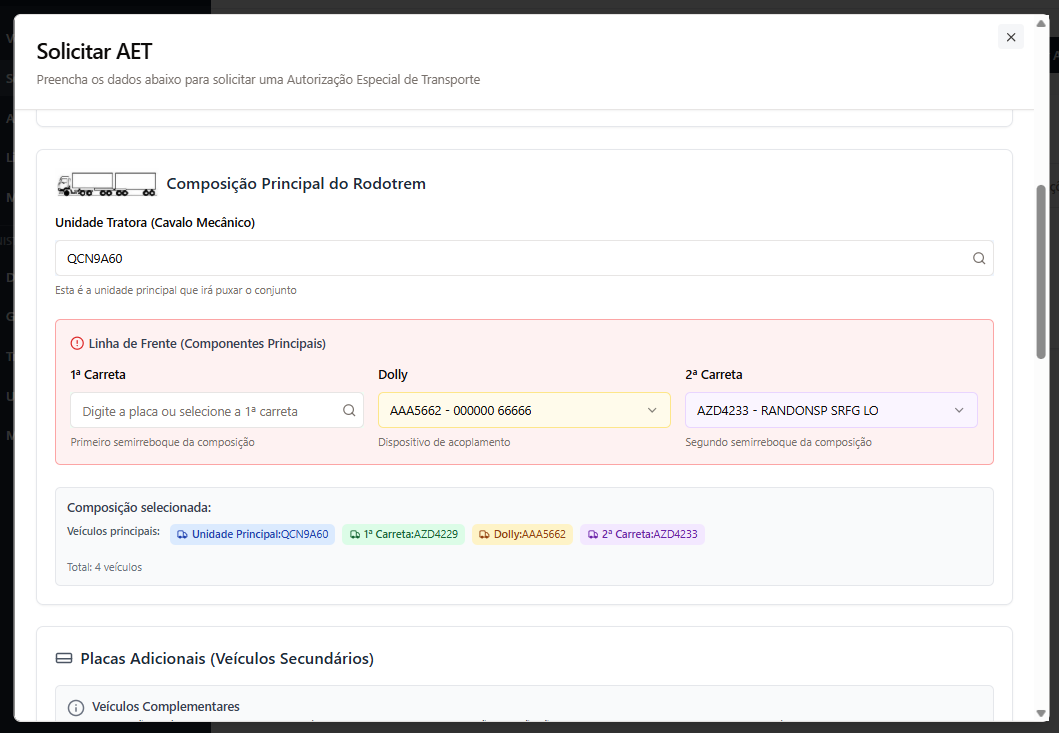 Solicitar AET
Preencha os dados abaixo para solicitar uma Autorização Especial de Transporte
Composição Principal do Rodotrem
Unidade Tratora (Cavalo Mecânico)
QCN9A60
Esta é a unidade principal que irá puxar o conjunto
Linha de Frente (Componentes Principais)
1ª Carreta
Dolly
2ª Carreta
Digite a placa ou selecione a 1ª carreta
AAA5662 - 000000 66666
AZD4233 - RANDONSP SRFG LO
Primeiro semirreboque da composição
Dispositivo de acoplamento
Segundo semirreboque da composição
Composição selecionada:
Veículos principais: Unidade Principal:QCN9A60 1ª Carreta:AZD4229 Dolly:AAA5662 2ª Carreta:AZD4233
Total: 4 veículos
Placas Adicionais (Veículos Secundários)
Veículos Complementares